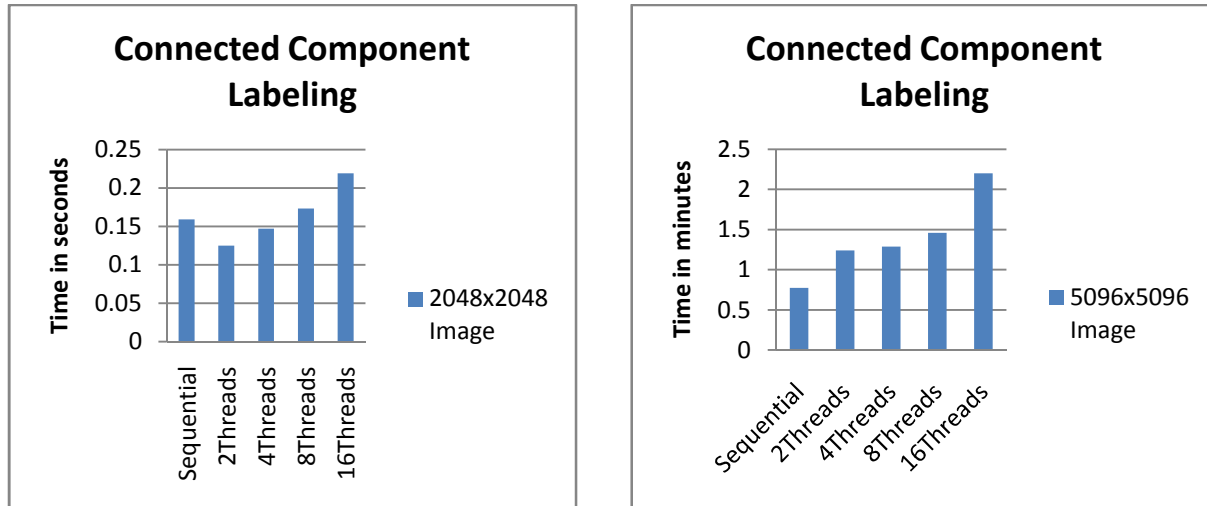 Connected Component
Labeling
Time in seconds
0.25
0.2
0.15
0.1
0.05
0
Sequential
2Threads
4Threads
8Threads
16Threads
2048x2048
Image
Connected Component
Labeling
Time in minutes
2.5
2
1.5
1
0.5
0
Sequential
2Threads
4Threads
8Threads
16Threads
5096x5096
Image